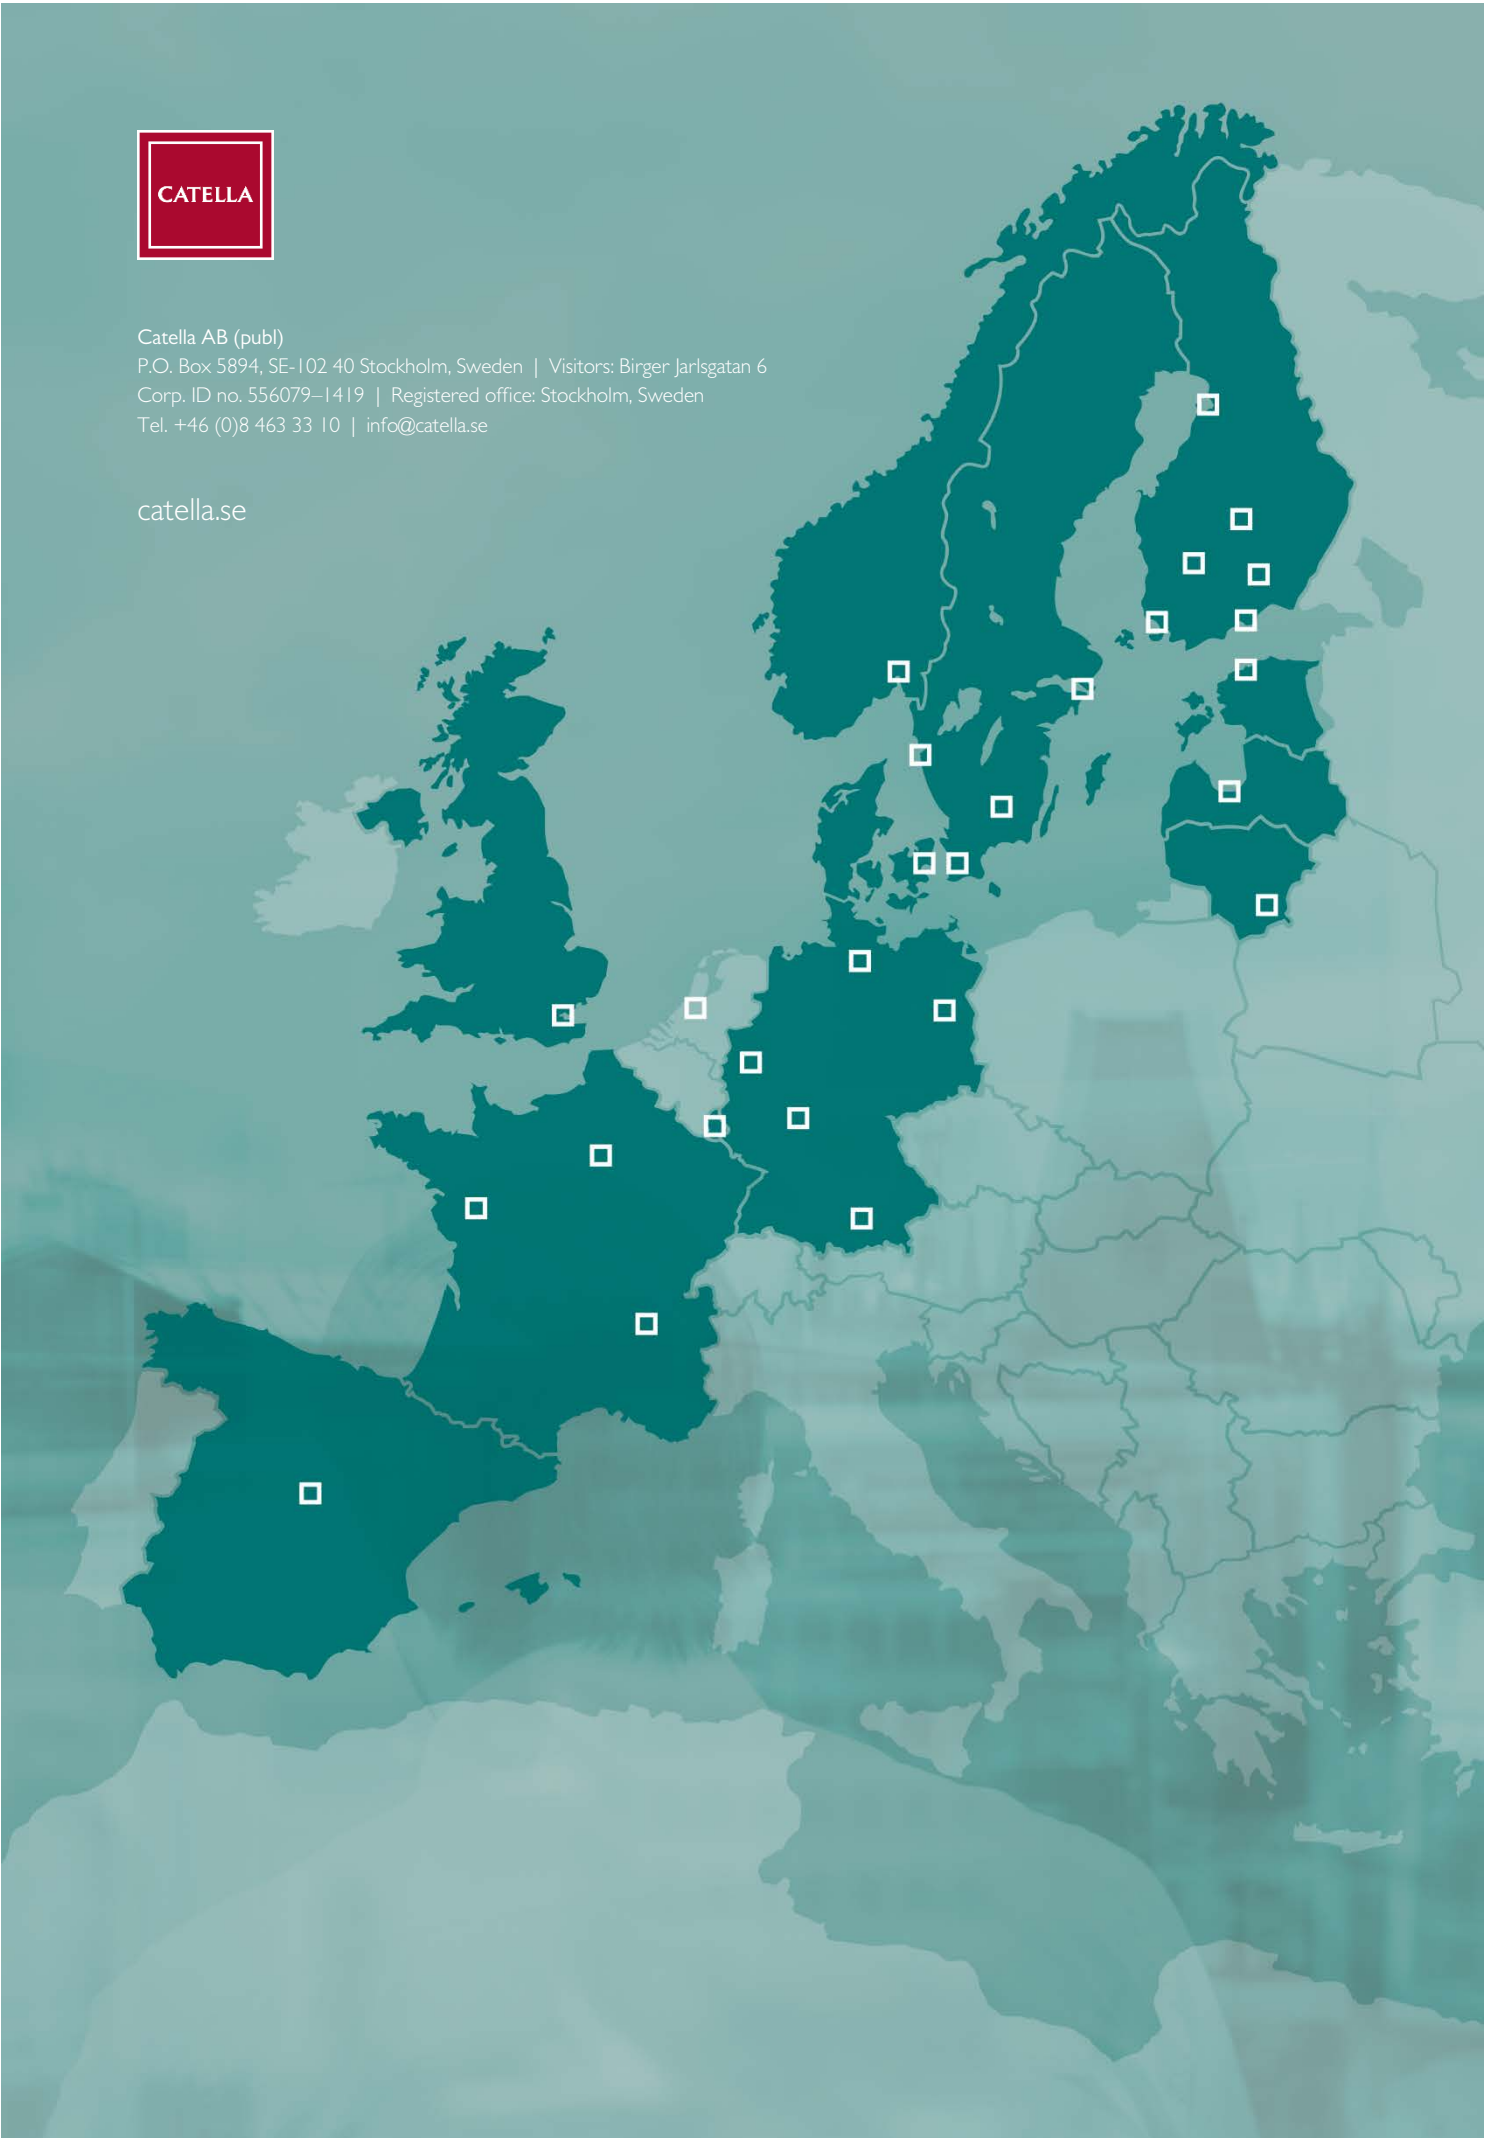 CATELLA
Catella AB (publ)
P.O. Box 5894, SE-102 40 Stockholm, Sweden | Visitors: Birger Jarlsgatan 6
Corp. ID no. 556079–1419 | Registered office: Stockholm, Sweden
Tel. +46 (0)8 463 33 10 | info@catella.se
catella.se